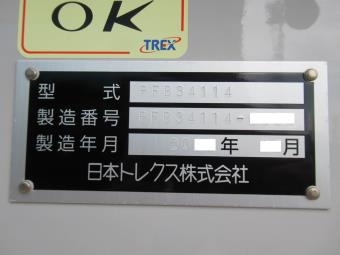 OK
TREX
型 式 PFB34114
製造番号 PFB34114-
製造年月 20 年 月
日本トレクス株式会社